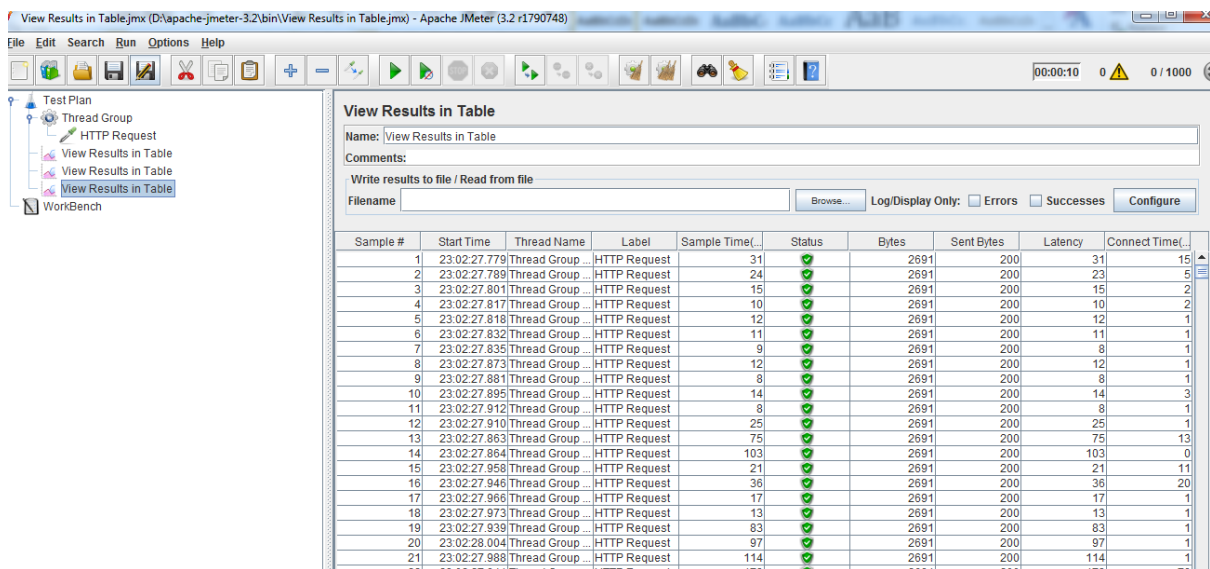 View Results in Table.jmx (D:\apache-jmeter-3.2\bin\View Results in Table.jmx) - Apache JMeter (3.2 r1790748)
File Edit Search Run Options Help
00:00:10 0 0 / 1000
Test Plan
Thread Group
HTTP Request
View Results in Table
View Results in Table
View Results in Table
WorkBench
View Results in Table
Name: View Results in Table
Comments:
Write results to file / Read from file
Filename Browse... Log/Display Only: Errors Successes Configure
Sample # Start Time Thread Name Label Sample Time(... Status Bytes Sent Bytes Latency Connect Time(...
1 23:02:27.779 Thread Group ... HTTP Request 31 2691 200 31 15
2 23:02:27.789 Thread Group ... HTTP Request 24 2691 200 23 5
3 23:02:27.801 Thread Group ... HTTP Request 15 2691 200 15 2
4 23:02:27.817 Thread Group ... HTTP Request 10 2691 200 10 2
5 23:02:27.818 Thread Group ... HTTP Request 12 2691 200 12 1
6 23:02:27.832 Thread Group ... HTTP Request 11 2691 200 11 1
7 23:02:27.835 Thread Group ... HTTP Request 9 2691 200 8 1
8 23:02:27.873 Thread Group ... HTTP Request 12 2691 200 12 1
9 23:02:27.881 Thread Group ... HTTP Request 8 2691 200 8 1
10 23:02:27.895 Thread Group ... HTTP Request 14 2691 200 14 3
11 23:02:27.912 Thread Group ... HTTP Request 8 2691 200 8 1
12 23:02:27.910 Thread Group ... HTTP Request 25 2691 200 25 1
13 23:02:27.863 Thread Group ... HTTP Request 75 2691 200 75 13
14 23:02:27.864 Thread Group ... HTTP Request 103 2691 200 103 0
15 23:02:27.958 Thread Group ... HTTP Request 21 2691 200 21 11
16 23:02:27.946 Thread Group ... HTTP Request 36 2691 200 36 20
17 23:02:27.966 Thread Group ... HTTP Request 17 2691 200 17 1
18 23:02:27.973 Thread Group ... HTTP Request 13 2691 200 13 1
19 23:02:27.939 Thread Group ... HTTP Request 83 2691 200 83 1
20 23:02:28.004 Thread Group ... HTTP Request 97 2691 200 97 1
21 23:02:27.988 Thread Group ... HTTP Request 114 2691 200 114 1